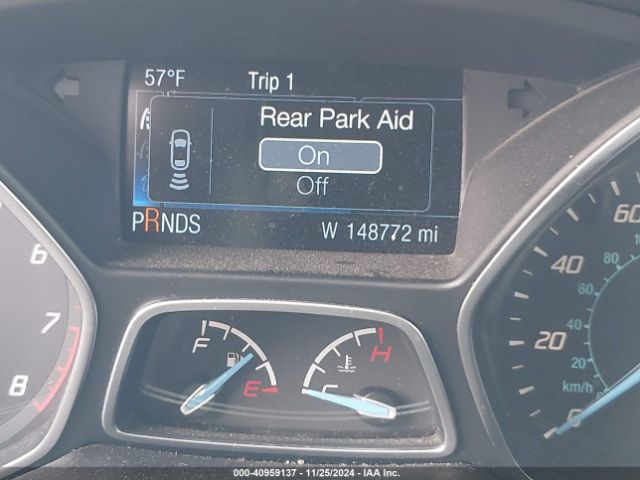 57°F Trip 1
Rear Park Aid
On
Off
PRNDS W 148772 mi
6
7
8
F
E
H
C
60
40
20
0
80
60
40
20
km/h
000-40959137 - 11/25/2024 - IAA Inc.